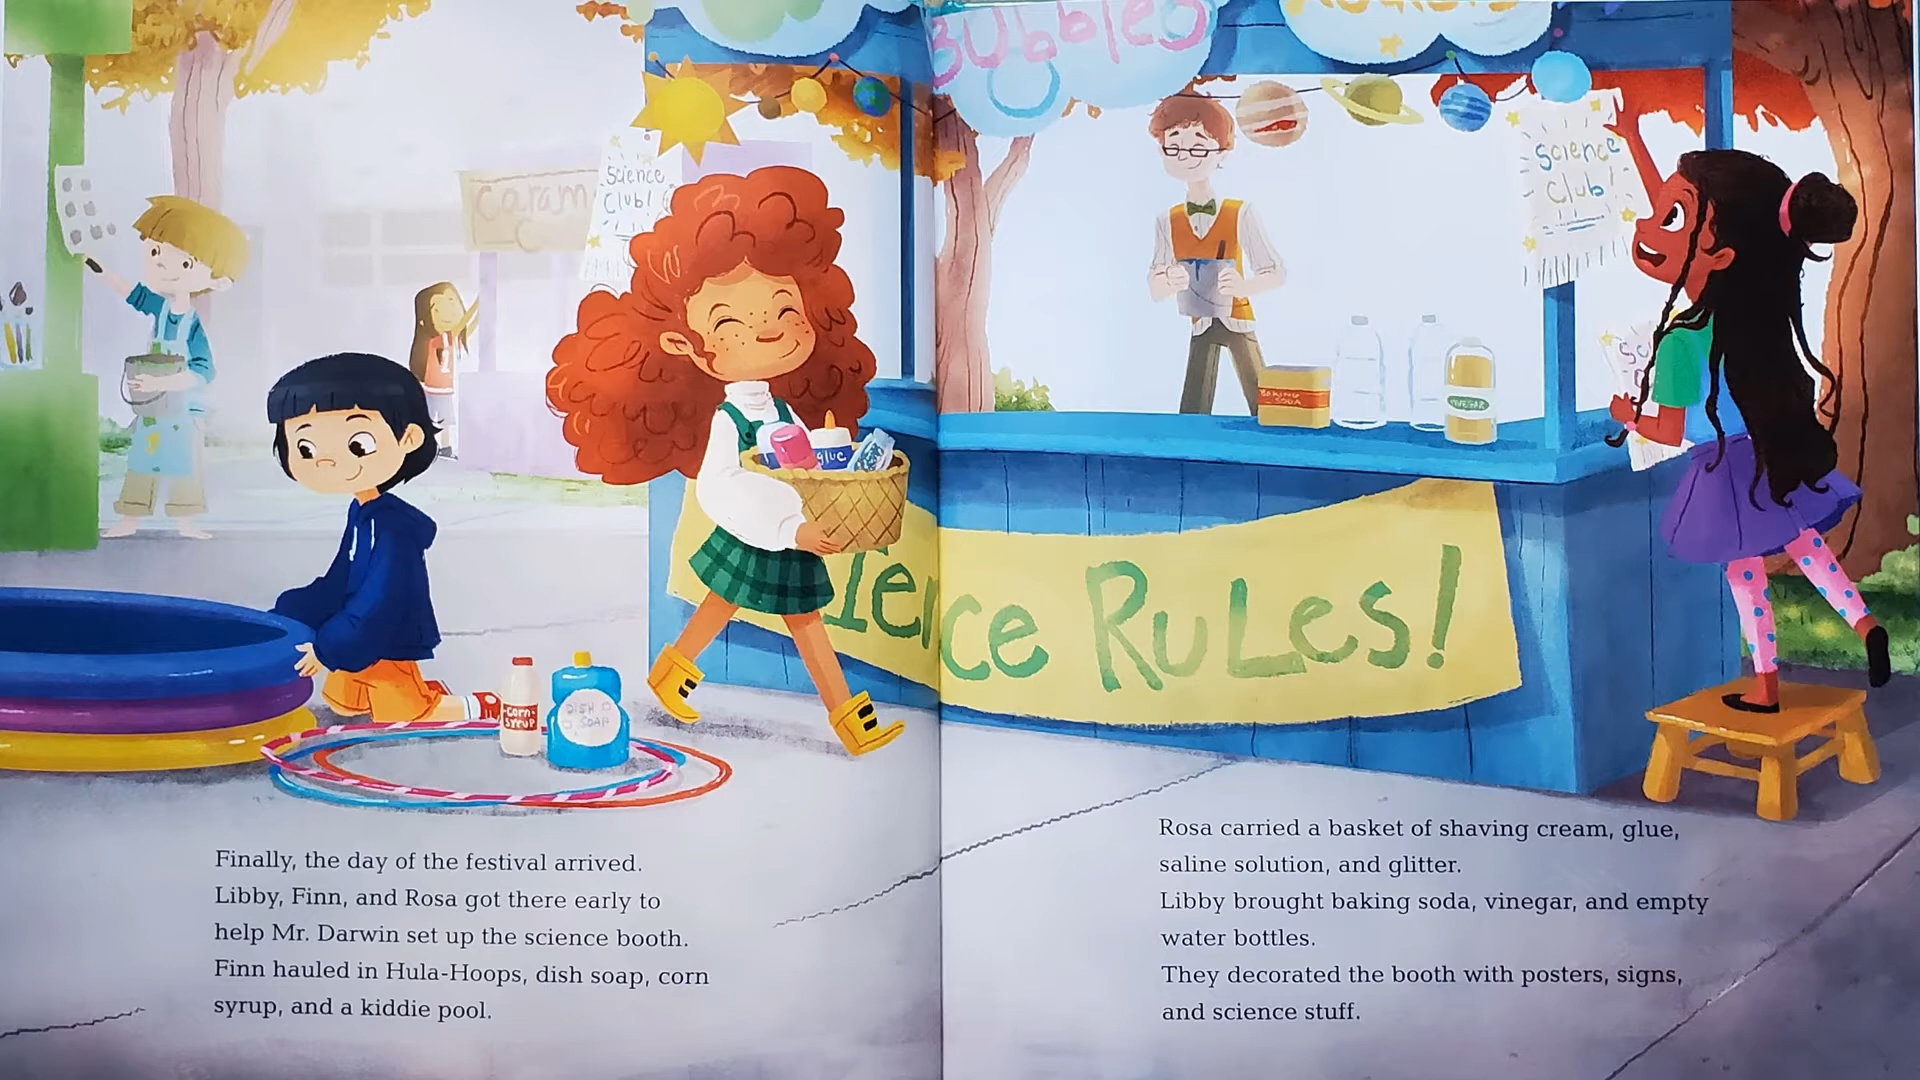 Bubbles
Caram
Science
Club!
Science
Club!
Sc
BAKING
SODA
VINEGAR
glue
ience RuLes!
Corn
Syrup
DISH
SOAP
Finally, the day of the festival arrived.
Libby, Finn, and Rosa got there early to
help Mr. Darwin set up the science booth.
Finn hauled in Hula-Hoops, dish soap, corn
syrup, and a kiddie pool.
Rosa carried a basket of shaving cream, glue,
saline solution, and glitter.
Libby brought baking soda, vinegar, and empty
water bottles.
They decorated the booth with posters, signs,
and science stuff.